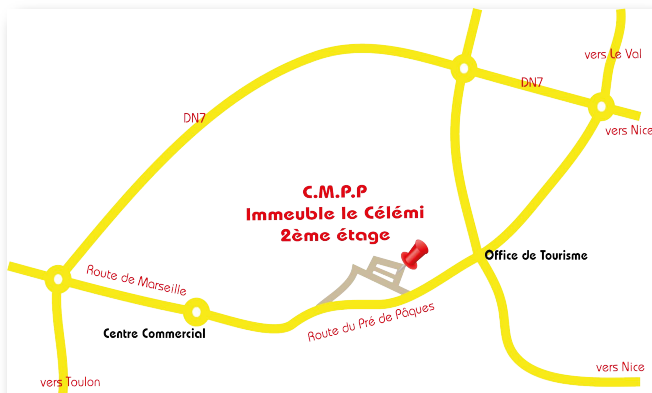 vers Le Val
DN7
DN7
vers Nice
C.M.P.P
Immeuble le Célémi
2ème étage
Office de Tourisme
Route de Marseille
Centre Commercial
Route du Pré de Pâques
vers Toulon
vers Nice